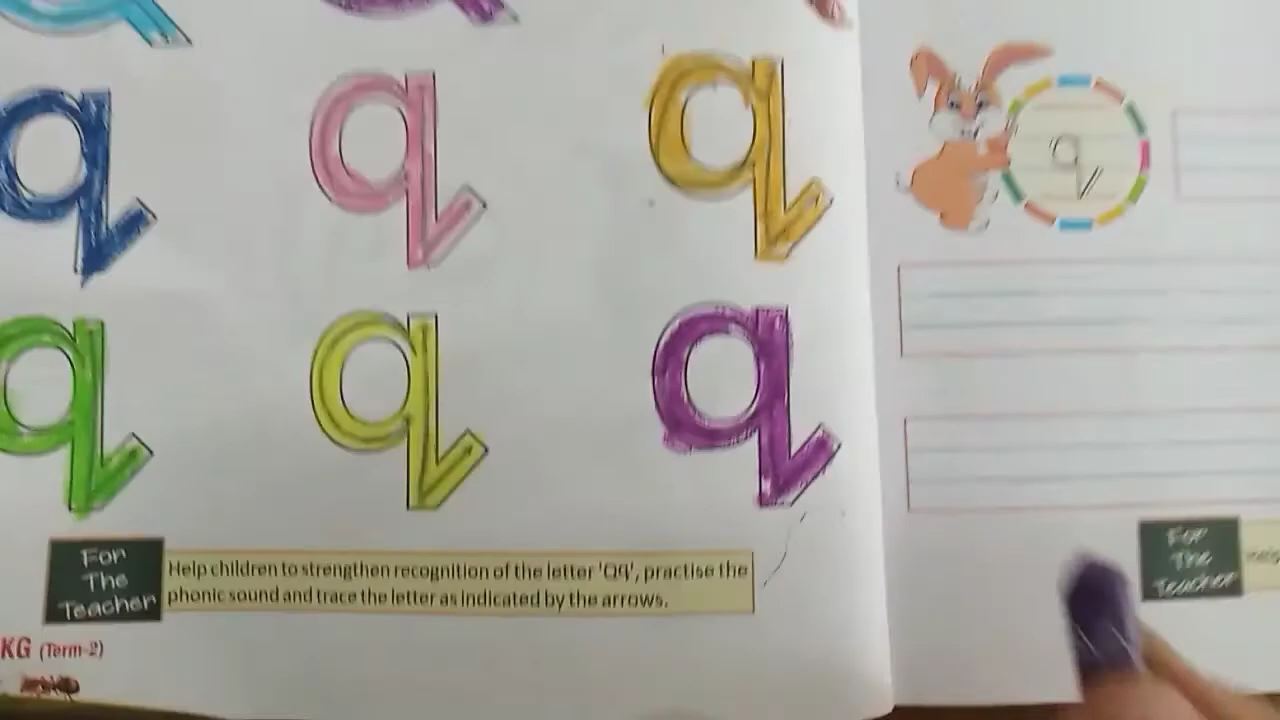 q q q
q
q q q
For
The
Teacher
Help children to strengthen recognition of the letter 'Qq', practise the
phonic sound and trace the letter as indicated by the arrows.
KG (Term-2)
For
The
Teacher